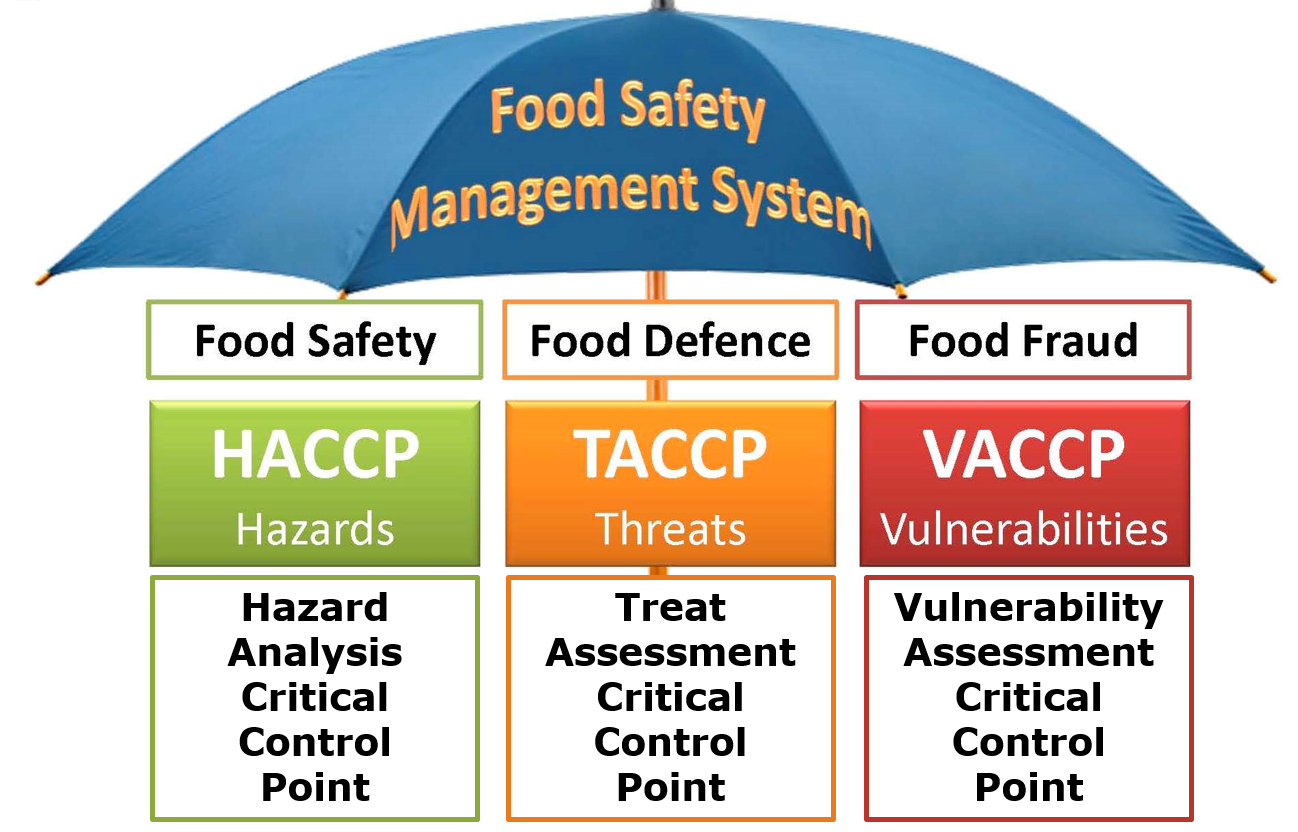 Food Safety
Management System
Food Safety
Food Defence
Food Fraud
HACCP
Hazards
TACCP
Threats
VACCP
Vulnerabilities
Hazard
Analysis
Critical
Control
Point
Treat
Assessment
Critical
Control
Point
Vulnerability
Assessment
Critical
Control
Point